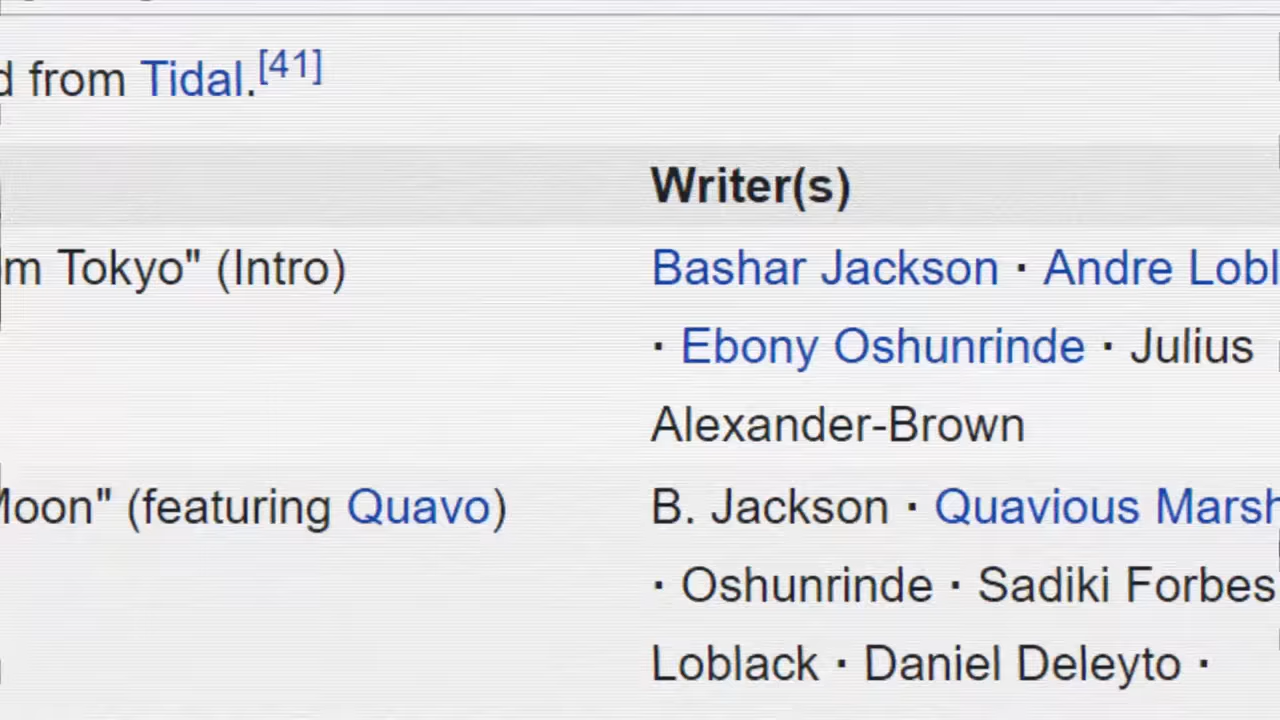 d from Tidal.[41]
Writer(s)
m Tokyo" (Intro)
Bashar Jackson · Andre Lobl
· Ebony Oshunrinde · Julius
Alexander-Brown
Moon" (featuring Quavo)
B. Jackson · Quavious Marsh
· Oshunrinde · Sadiki Forbes
Loblack · Daniel Deleyto ·